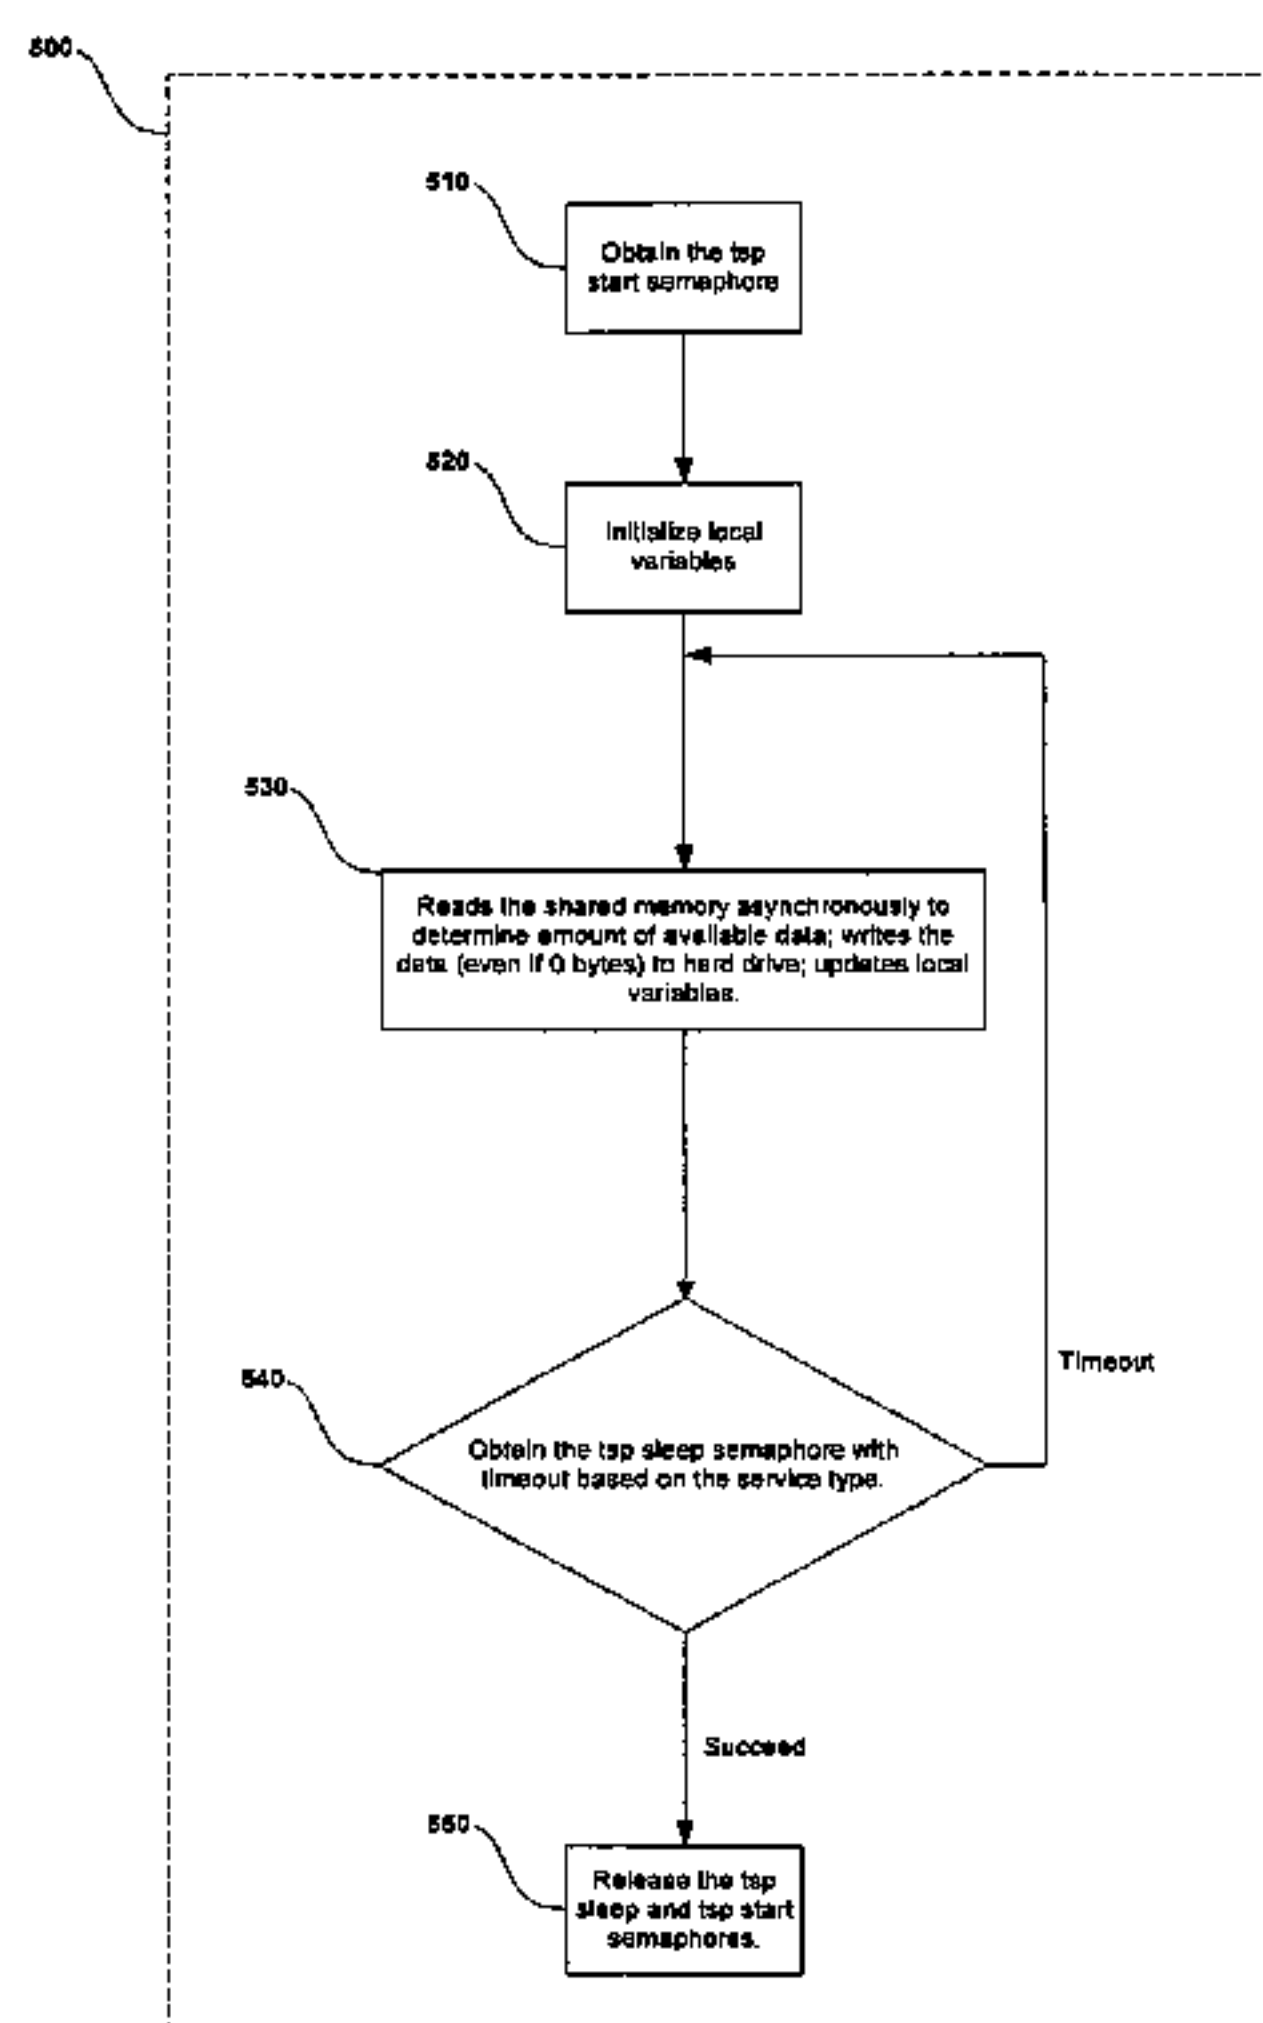 500
510
Obtain the tsp
start semaphore
520
Initialize local
variables
530
Reads the shared memory asynchronously to
determine amount of available data; writes the
data (even if 0 bytes) to hard drive; updates local
variables.
Timeout
540
Obtain the tsp sleep semaphore with
timeout based on the service type.
Succeed
550
Release the tsp
sleep and tsp start
semaphores.